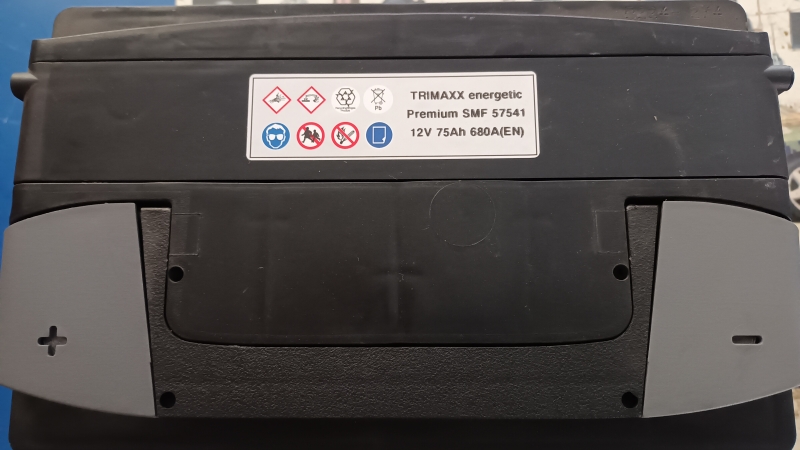 TRIMAXX energetic
Premium SMF 57541
12V 75Ah 680A(EN)
Pb
+
-